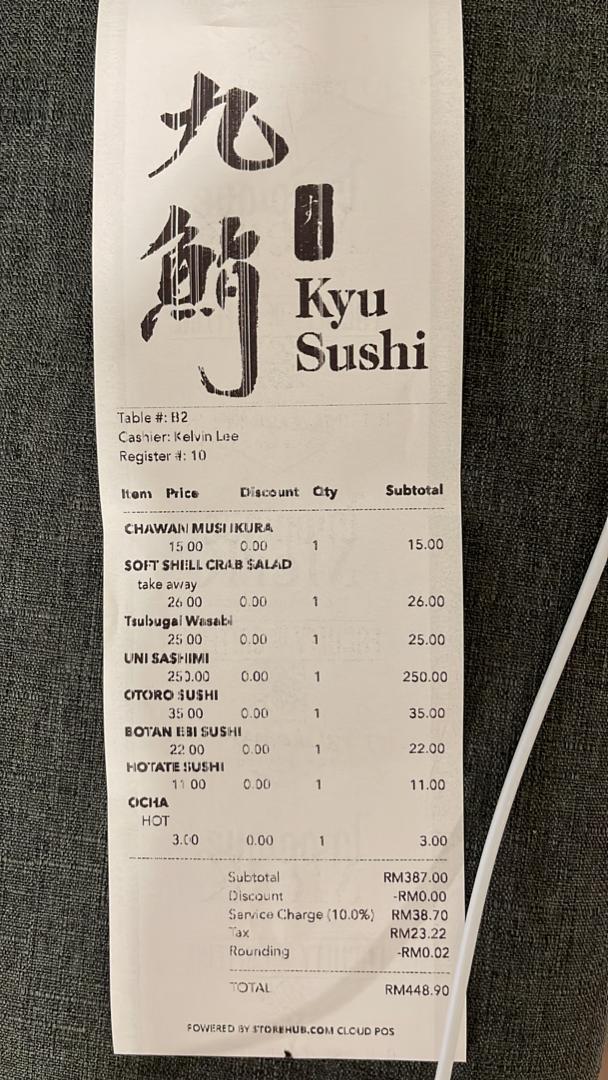 九
鮨
すし
Kyu
Sushi
Table #: B2
Cashier: Kelvin Lee
Register #: 10
Item Price Discount Qty Subtotal
CHAWAN MUSI IKURA
15.00 0.00 1 15.00
SOFT SHELL CRAB SALAD
take away
26.00 0.00 1 26.00
Tsubugai Wasabi
25.00 0.00 1 25.00
UNI SASHIMI
250.00 0.00 1 250.00
OTORO SUSHI
35.00 0.00 1 35.00
BOTAN EBI SUSHI
22.00 0.00 1 22.00
HOTATE SUSHI
11.00 0.00 1 11.00
OCHA
HOT
3.00 0.00 1 3.00
Subtotal RM387.00
Discount -RM0.00
Service Charge (10.0%) RM38.70
Tax RM23.22
Rounding -RM0.02
TOTAL RM448.90
POWERED BY STOREHUB.COM CLOUD POS